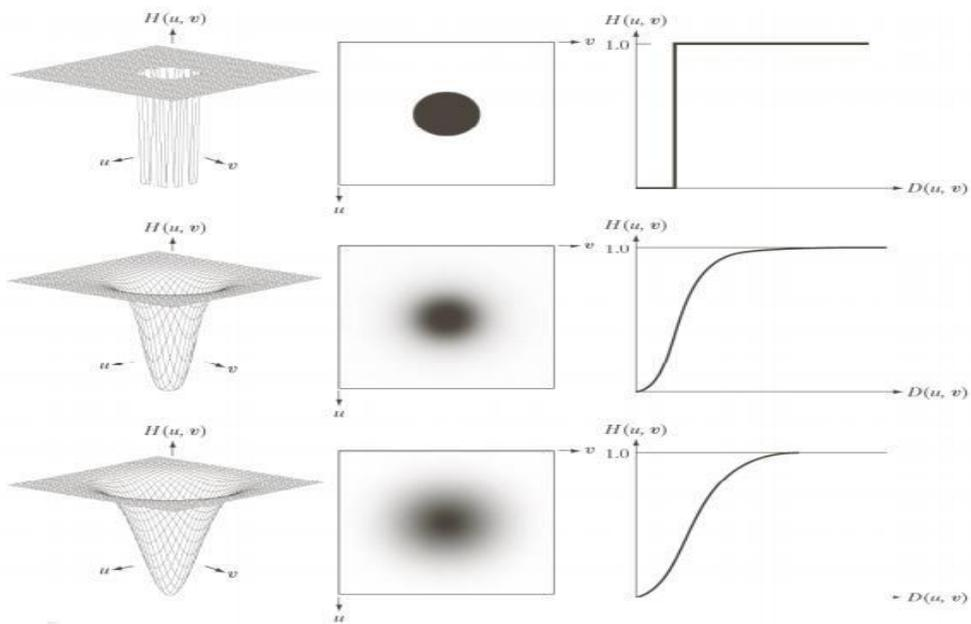 H(u, v)
u
v
v
u
H(u, v)
1.0
D(u, v)
H(u, v)
u
v
v
u
H(u, v)
1.0
D(u, v)
H(u, v)
u
v
v
u
H(u, v)
1.0
D(u, v)